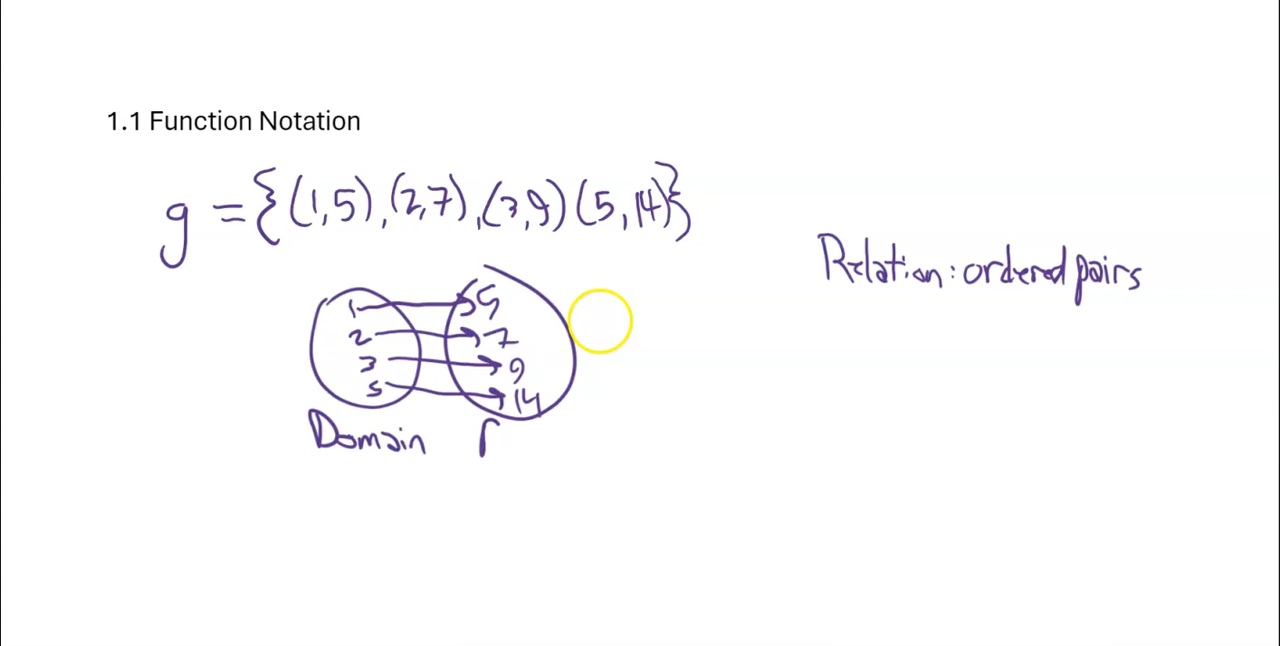 1.1 Function Notation
g = {(1,5),(2,7),(3,9)(5,14)}
Relation: ordered pairs
1 5
2 7
3 9
5 14
Domain r